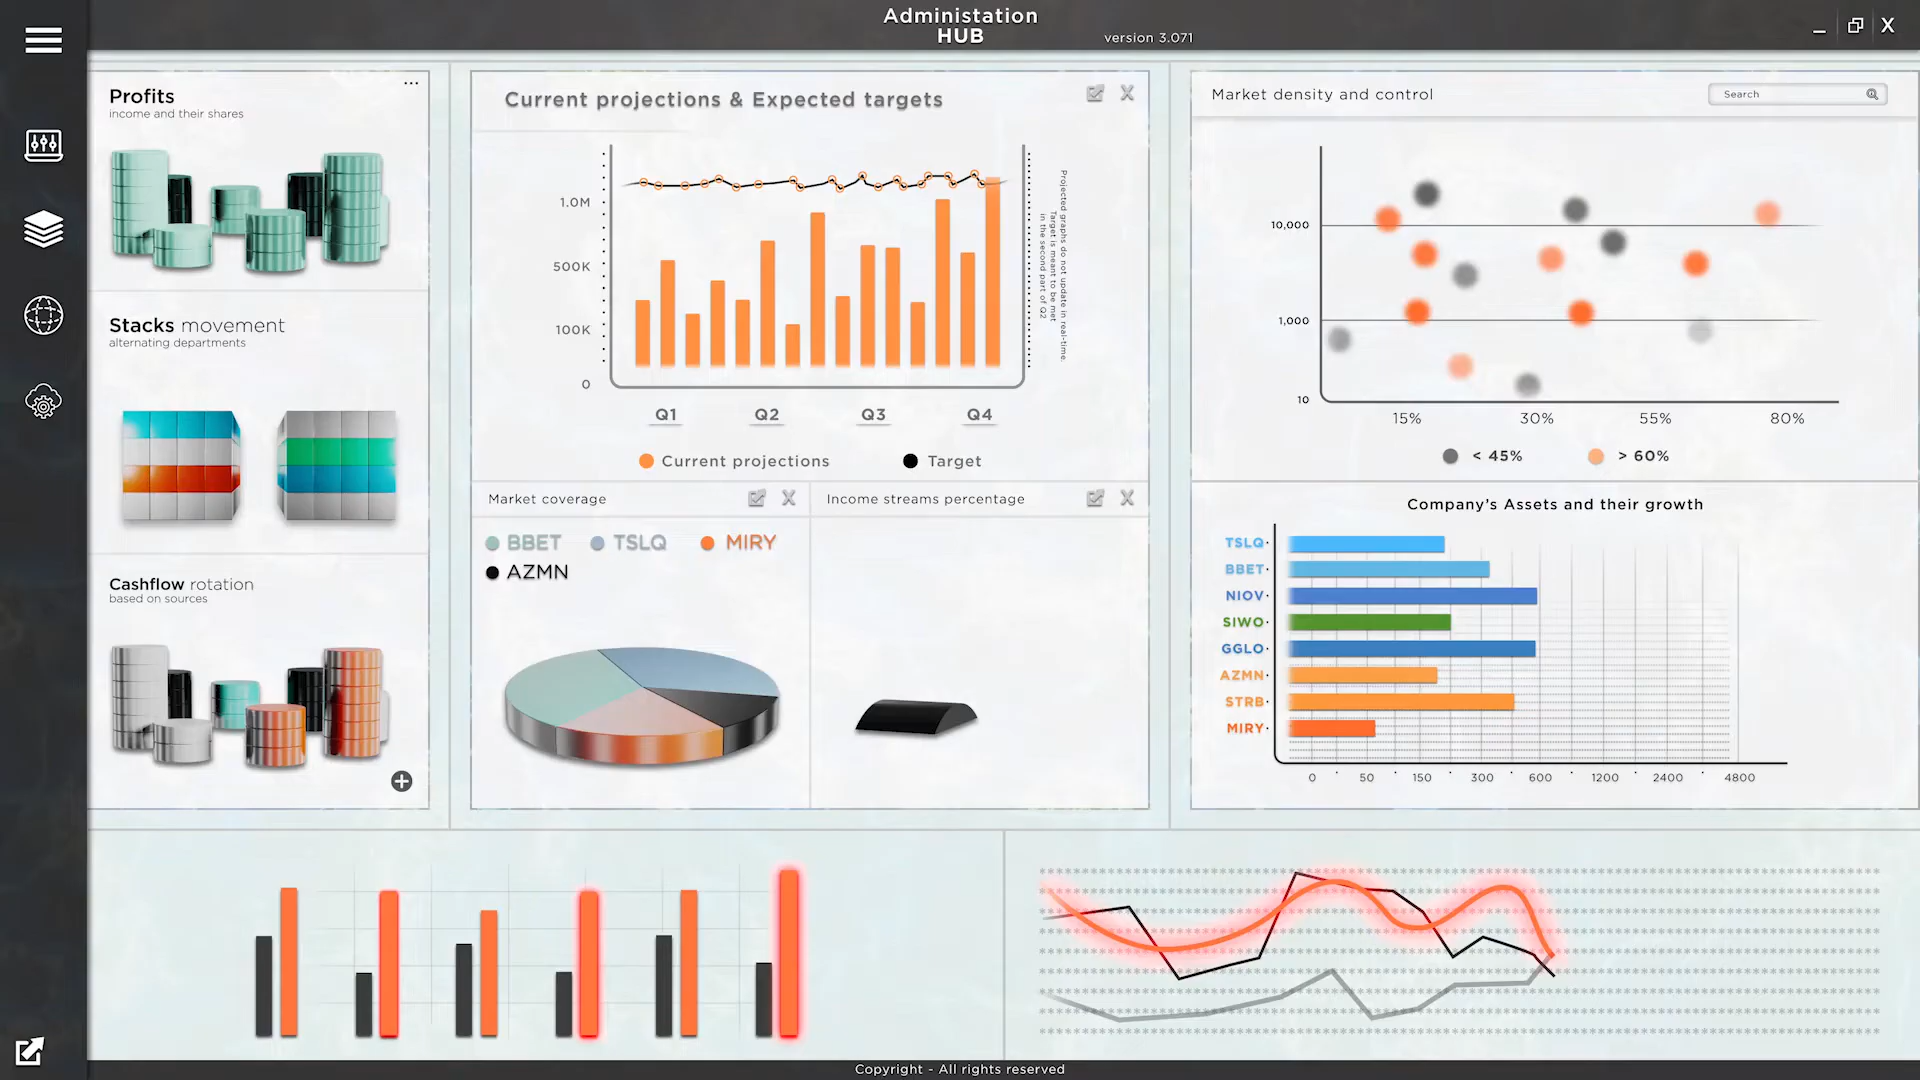 Administation
HUB
version 3.071
X
Profits
income and their shares
...
Stacks movement
alternating departments
Cashflow rotation
based on sources
Current projections & Expected targets
X
1.0M
500K
100K
0
Q1 Q2 Q3 Q4
Projected graphs do not update in real-time.
Target is meant to be met
in the second part of Q2
Current projections
Target
Market coverage
X
BBET TSLQ MIRY
AZMN
Income streams percentage
X
Market density and control
Search
10,000
1,000
10
15% 30% 55% 80%
< 45% > 60%
Company's Assets and their growth
TSLQ
BBET
NIOV
SIWO
GGLO
AZMN
STRB
MIRY
0 50 150 300 600 1200 2400 4800
Copyright - All rights reserved